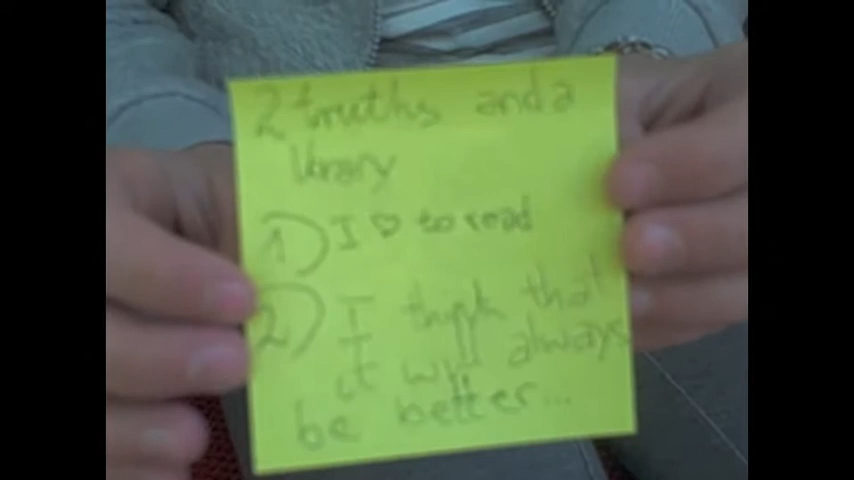 2 truths and a
library
1) I ♡ to read
2) I think that
it will always
be better...